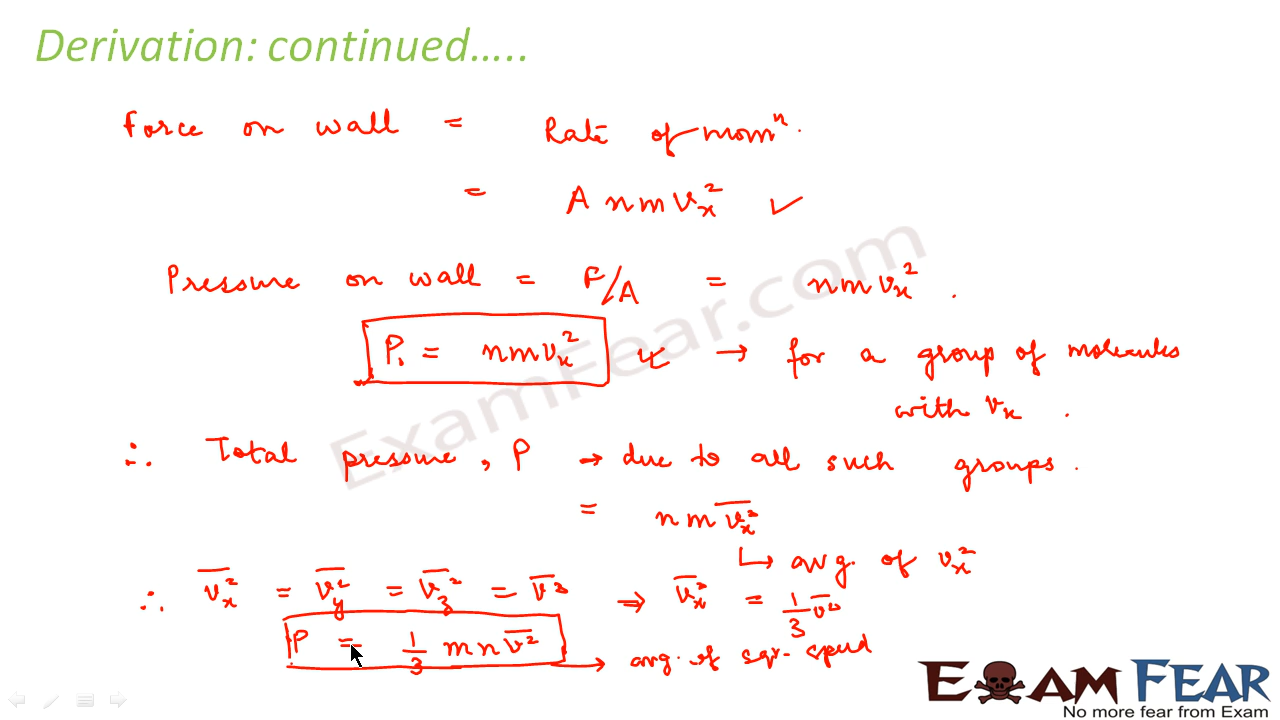 Derivation: continued.....
Force on wall = Rate of momⁿ.
= A n m vₓ² ✓
Pressure on wall = F/A = n m vₓ².
P₁ = n m vₓ² → for a group of molecules
with vₓ.
∴ Total pressure, P → due to all such groups.
= n m v̅ₓ²
↳ avg. of vₓ²
∴ v̅ₓ² = v̅ᵧ² = v̅_z² = v̅² ⇒ v̅ₓ² = 1/3 v̅²
P = 1/3 m n v̅² → avg. of sqr. speed
ExamFear.com
EXAM FEAR
No more fear from Exam